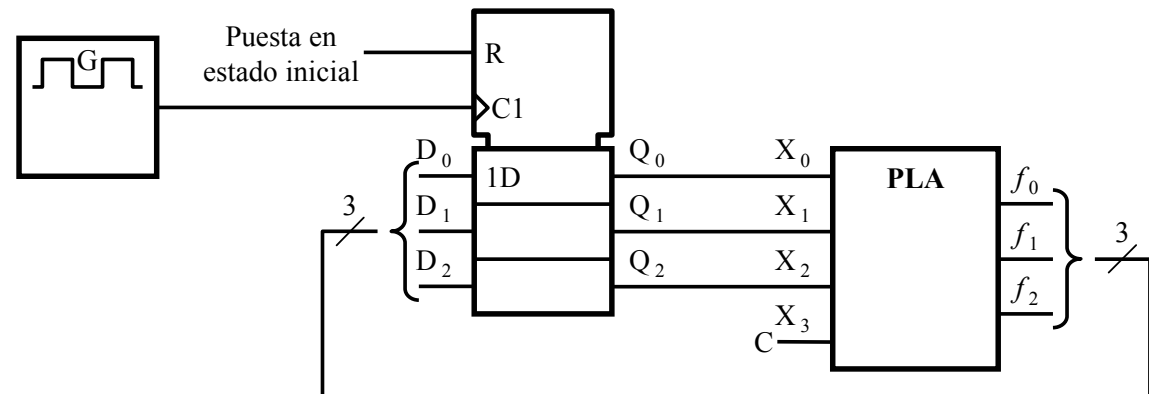 G
Puesta en
estado inicial
R
C1
D0
1D
Q0
X0
PLA
f0
3
D1
Q1
X1
f1
3
D2
Q2
X2
f2
C
X3